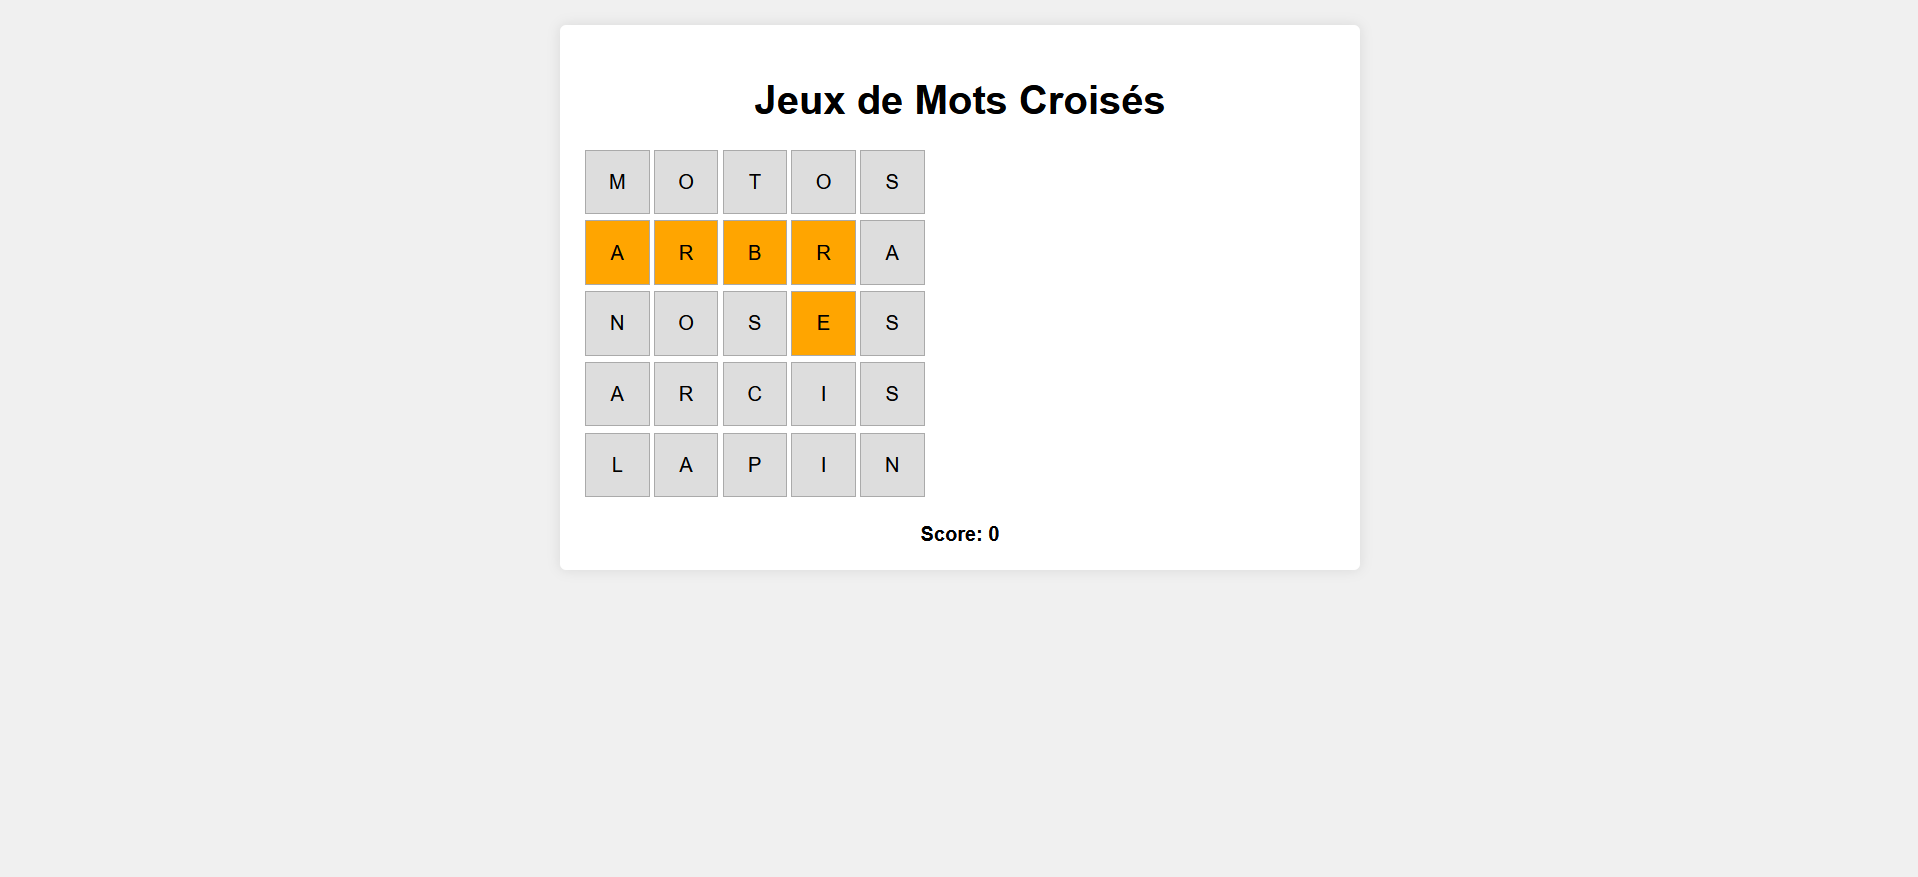 Jeux de Mots Croisés
M O T O S
A R B R A
N O S E S
A R C I S
L A P I N
Score: 0